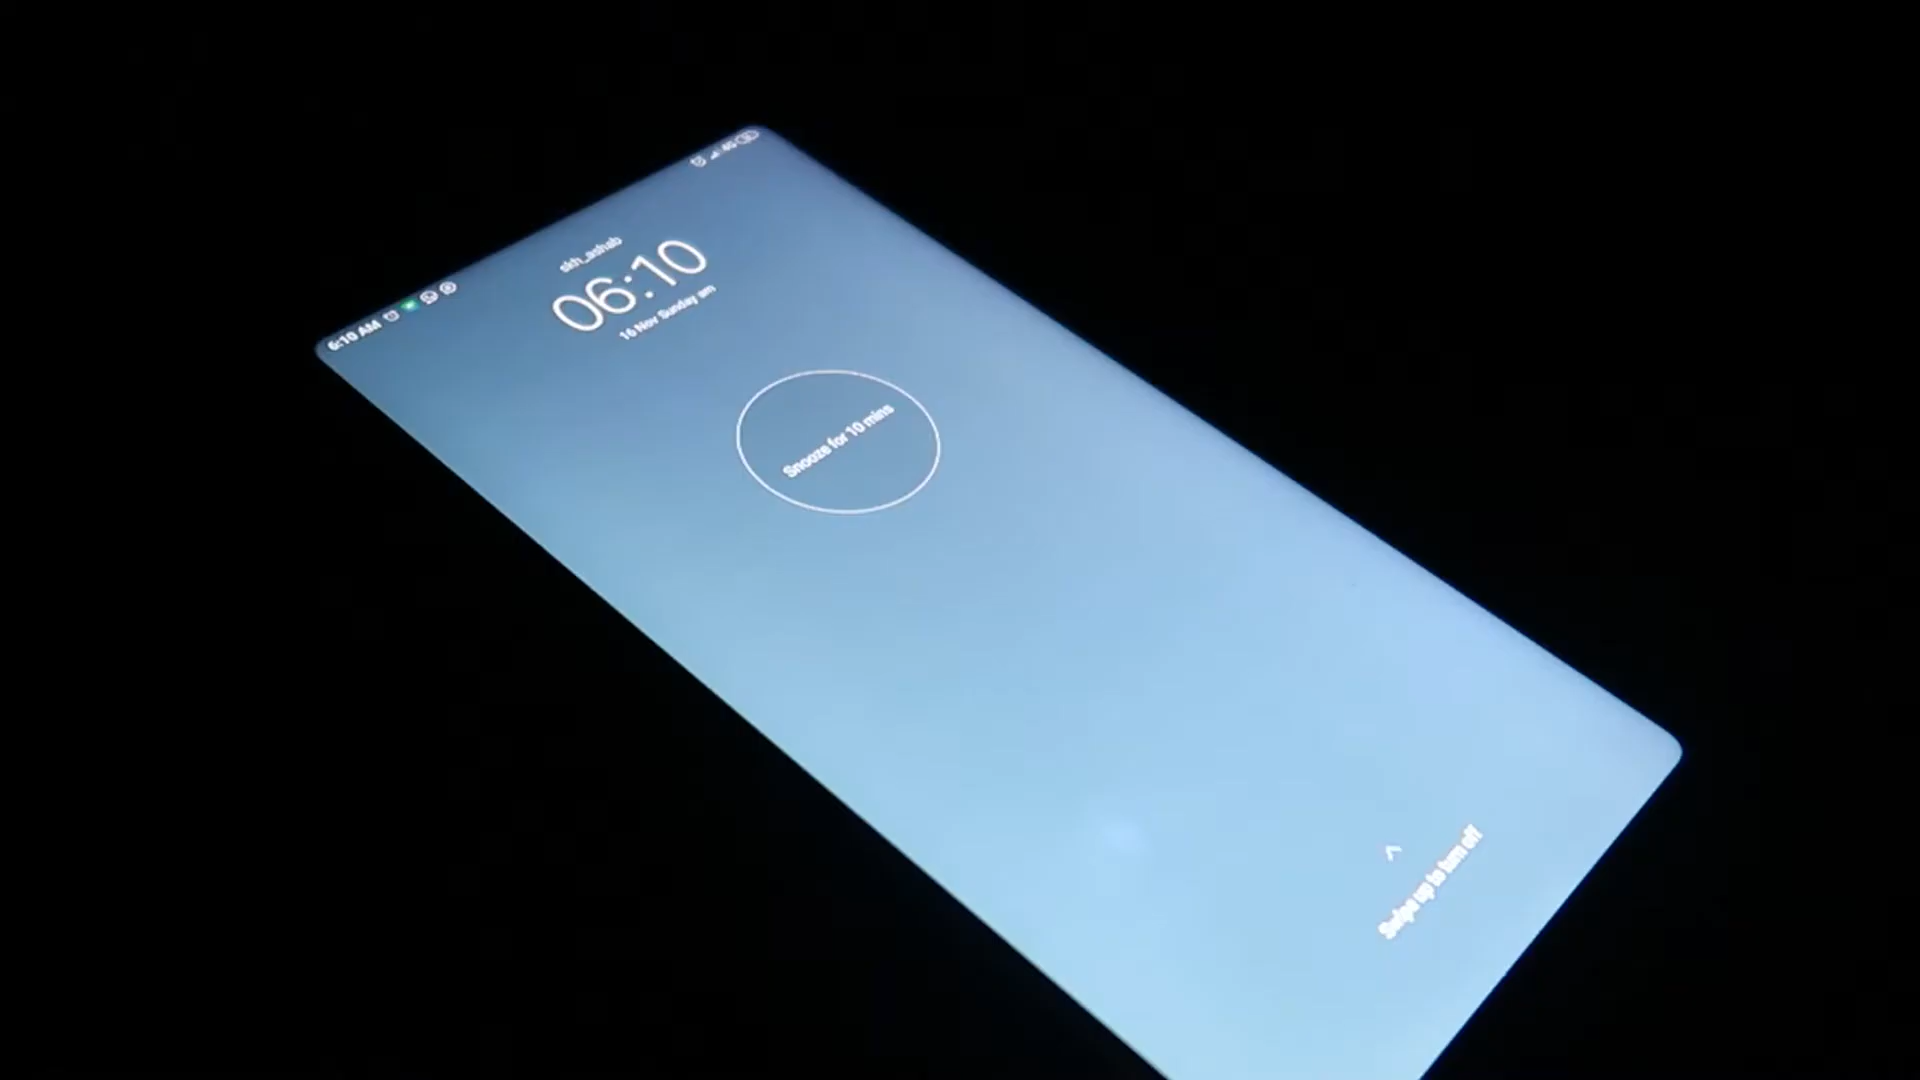 6:10 AM
4G
skh_ashab
06:10
16 Nov Sunday am
Snooze for 10 mins
Swipe up to turn off